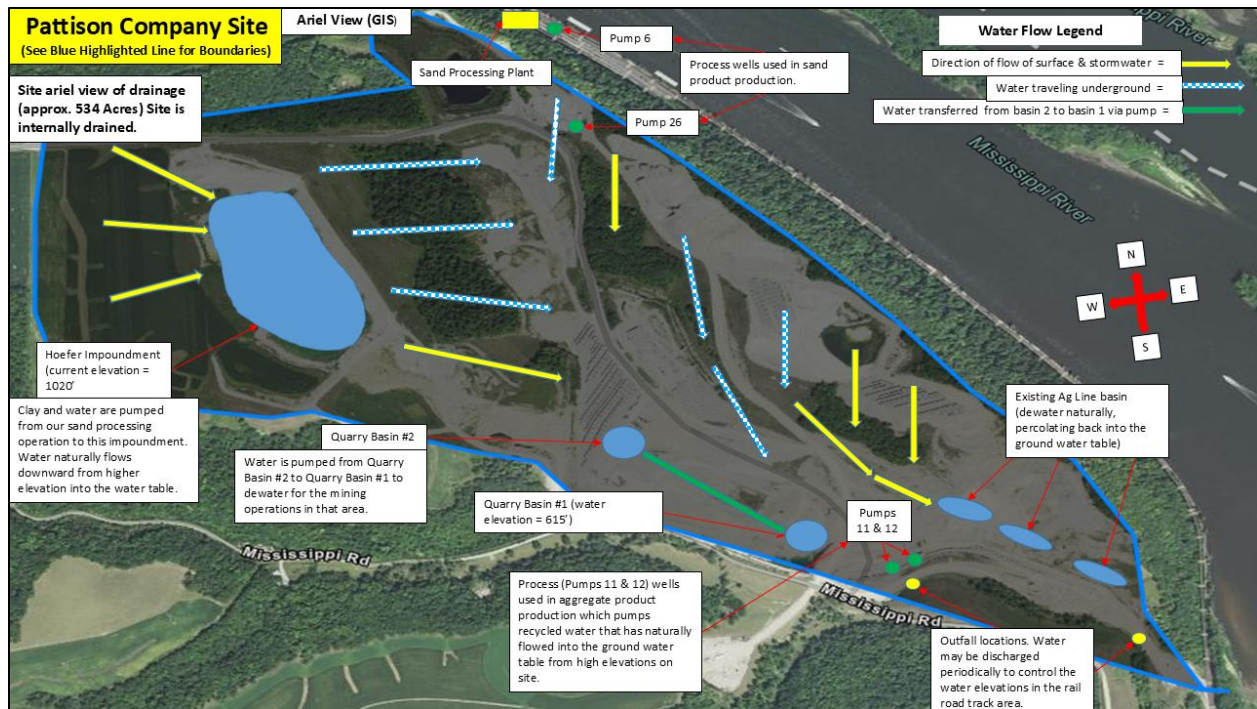 Pattison Company Site
(See Blue Highlighted Line for Boundaries)
Ariel View (GIS)
Site ariel view of drainage
(approx. 534 Acres) Site is
internally drained.
Sand Processing Plant
Pump 6
Pump 26
Process wells used in sand
product production.
Water Flow Legend
Direction of flow of surface & stormwater =
Water traveling underground =
Water transferred from basin 2 to basin 1 via pump =
Mississippi River
Mississippi River
N
W
E
S
Hoefer Impoundment
(current elevation =
1020'
Clay and water are pumped
from our sand processing
operation to this impoundment.
Water naturally flows
downward from higher
elevation into the water table.
Quarry Basin #2
Water is pumped from Quarry
Basin #2 to Quarry Basin #1 to
dewater for the mining
operations in that area.
Quarry Basin #1 (water
elevation = 615')
Pumps
11 & 12
Existing Ag Line basin
(dewater naturally,
percolating back into the
ground water table)
Process (Pumps 11 & 12) wells
used in aggregate product
production which pumps
recycled water that has naturally
flowed into the ground water
table from high elevations on
site.
Outfall locations. Water
may be discharged
periodically to control the
water elevations in the rail
road track area.
Mississippi Rd
Mississippi Rd